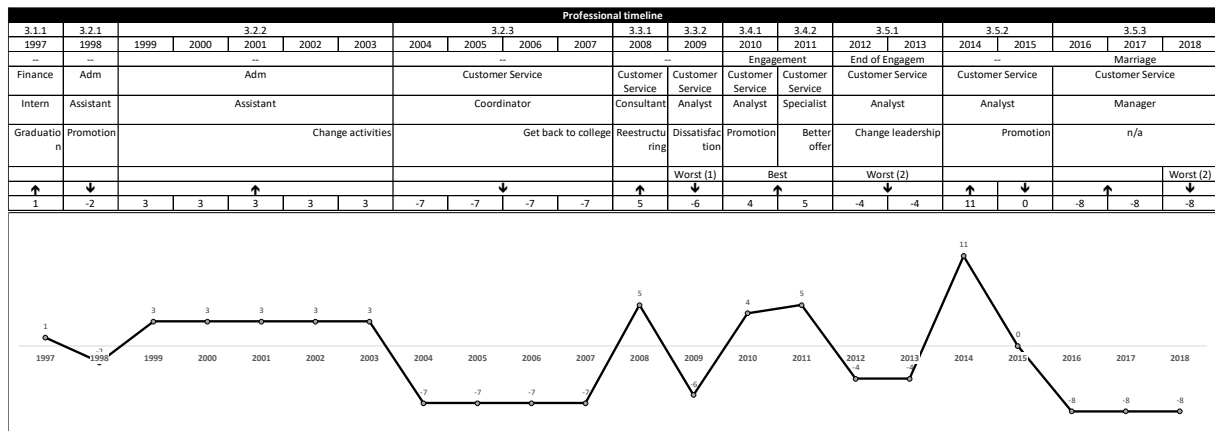 Professional timeline
3.1.1 3.2.1 3.2.2 3.2.3 3.3.1 3.3.2 3.4.1 3.4.2 3.5.1 3.5.2 3.5.3
1997 1998 1999 2000 2001 2002 2003 2004 2005 2006 2007 2008 2009 2010 2011 2012 2013 2014 2015 2016 2017 2018
-- -- -- -- -- Engagement End of Engagem -- Marriage
Finance Adm Adm Customer Service Customer Customer Customer Customer Customer Service Customer Service Customer Service
Service Service Service Service
Intern Assistant Assistant Coordinator Consultant Analyst Analyst Specialist Analyst Analyst Manager
Graduatio Promotion Change activities Get back to college Reestructu Dissatisfac Promotion Better Change leadership Promotion n/a
n ring tion offer
Worst (1) Best Worst (2) Worst (2)
↑ ↓ ↑ ↓ ↑ ↓ ↑ ↓ ↑ ↓ ↑ ↓
1 -2 3 3 3 3 3 -7 -7 -7 -7 5 -6 4 5 -4 -4 11 0 -8 -8 -8
11
5 4 5
3 3 3 3 3
1 0
1997 1998 1999 2000 2001 2002 2003 2004 2005 2006 2007 2008 2009 2010 2011 2012 2013 2014 2015 2016 2017 2018
-2
-4 -4
-7 -7 -7 -7 -6 -8 -8 -8